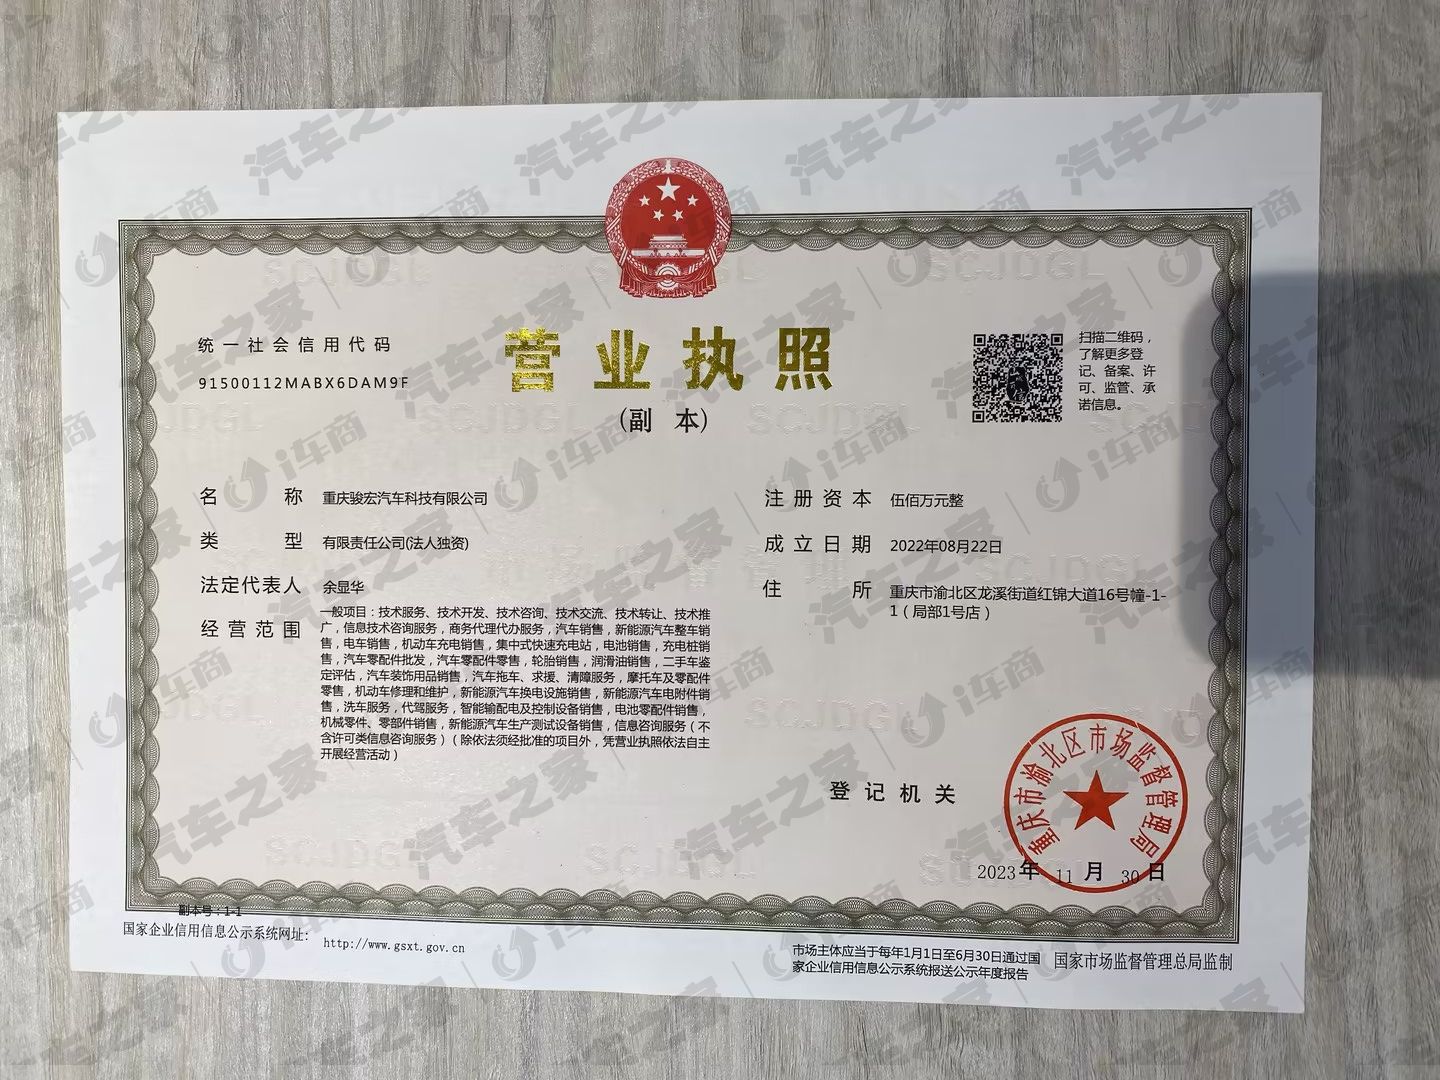 统一社会信用代码
91500112MABX6DAM9F
营业执照
(副 本)
扫描二维码，
了解更多登
记、备案、许
可、监管、承
诺信息。
名 称 重庆骏宏汽车科技有限公司
类 型 有限责任公司(法人独资)
法定代表人 余显华
经营范围 一般项目：技术服务、技术开发、技术咨询、技术交流、技术转让、技术推
广，信息技术咨询服务，商务代理代办服务，汽车销售，新能源汽车整车销
售，电车销售，机动车充电销售，集中式快速充电站，电池销售，充电桩销
售，汽车零配件批发，汽车零配件零售，轮胎销售，润滑油销售，二手车鉴
定评估，汽车装饰用品销售，汽车拖车、求援、清障服务，摩托车及零配件
零售，机动车修理和维护，新能源汽车换电设施销售，新能源汽车电附件销
售，洗车服务，代驾服务，智能输配电及控制设备销售，电池零配件销售，
机械零件、零部件销售，新能源汽车生产测试设备销售，信息咨询服务（不
含许可类信息咨询服务）（除依法须经批准的项目外，凭营业执照依法自主
开展经营活动）
注册资本 伍佰万元整
成立日期 2022年08月22日
住 所 重庆市渝北区龙溪街道红锦大道16号幢-1-
1（局部1号店）
登记机关
重庆市渝北区市场监督管理局
2023年 11 月 30 日
副本号：1-1
国家企业信用信息公示系统网址： http://www.gsxt.gov.cn
市场主体应当于每年1月1日至6月30日通过国
家企业信用信息公示系统报送公示年度报告
国家市场监督管理总局监制
汽车之家
i车商
SCJDGL